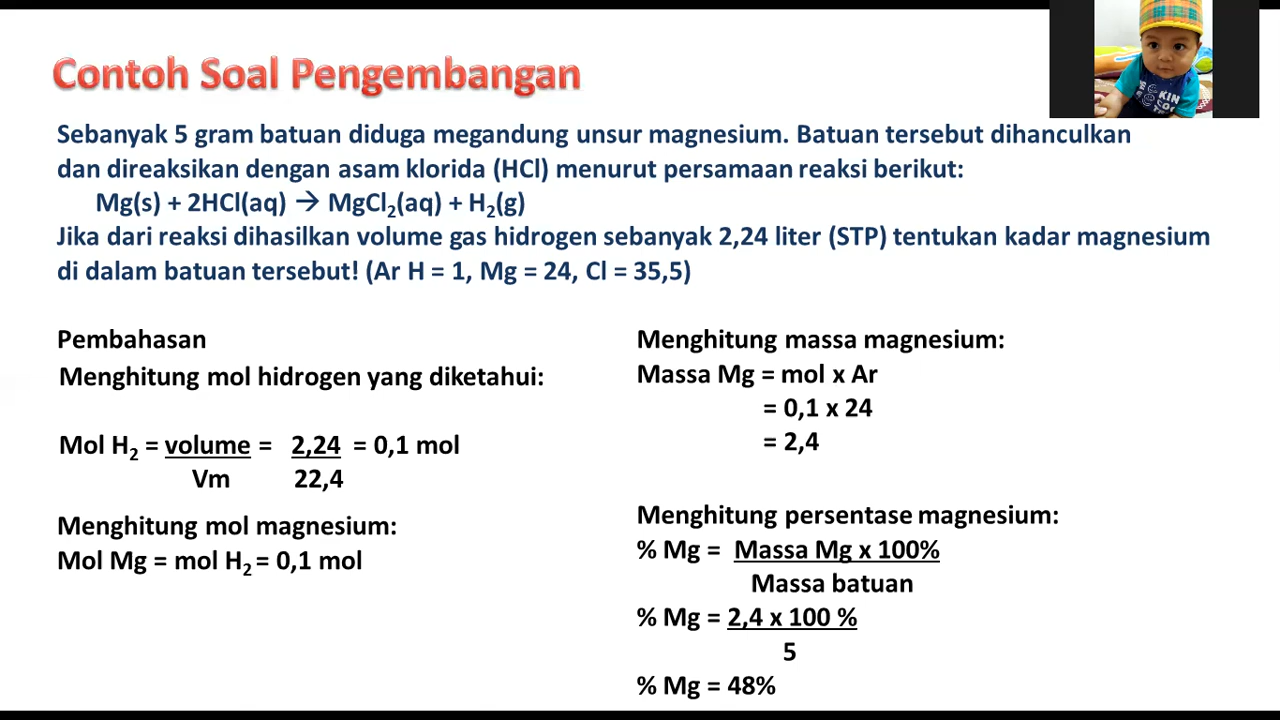 Contoh Soal Pengembangan
Sebanyak 5 gram batuan diduga megandung unsur magnesium. Batuan tersebut dihanculkan
dan direaksikan dengan asam klorida (HCl) menurut persamaan reaksi berikut:
Mg(s) + 2HCl(aq) → MgCl₂(aq) + H₂(g)
Jika dari reaksi dihasilkan volume gas hidrogen sebanyak 2,24 liter (STP) tentukan kadar magnesium
di dalam batuan tersebut! (Ar H = 1, Mg = 24, Cl = 35,5)
Pembahasan
Menghitung mol hidrogen yang diketahui:
Mol H₂ = volume = 2,24 = 0,1 mol
Vm 22,4
Menghitung mol magnesium:
Mol Mg = mol H₂ = 0,1 mol
Menghitung massa magnesium:
Massa Mg = mol x Ar
= 0,1 x 24
= 2,4
Menghitung persentase magnesium:
% Mg = Massa Mg x 100%
Massa batuan
% Mg = 2,4 x 100 %
5
% Mg = 48%